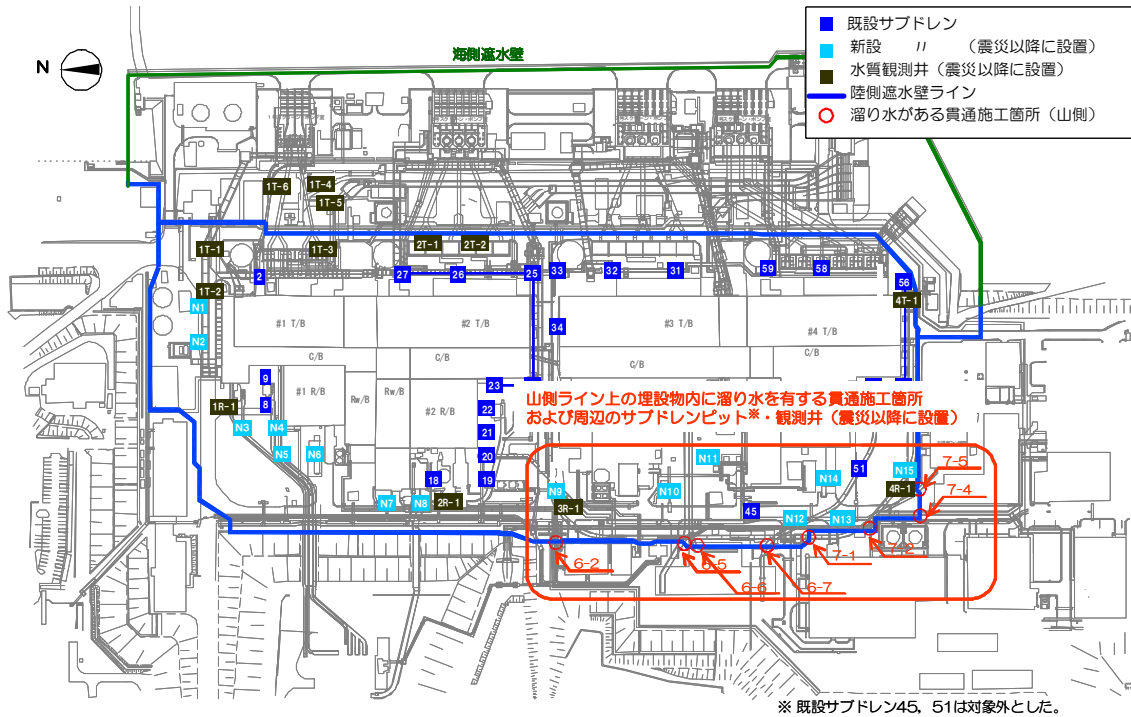 N
海側遮水壁
既設サブドレン
新設 〃 （震災以降に設置）
水質観測井（震災以降に設置）
陸側遮水壁ライン
溜り水がある貫通施工箇所（山側）
1T-6
1T-4
1T-5
1T-1
1T-3
2T-1
2T-2
2
27
26
25
33
32
31
59
58
56
1T-2
4T-1
N1
N2
34
#1 T/B
#2 T/B
#3 T/B
#4 T/B
C/B
C/B
C/B
9
8
#1 R/B
Rw/B
Rw/B
#2 R/B
23
22
21
20
19
18
1R-1
N3
N4
N5
N6
N7
N8
2R-1
山側ライン上の埋設物内に溜り水を有する貫通施工箇所
および周辺のサブドレンピット※・観測井（震災以降に設置）
N11
51
N15
7-5
N14
N9
N10
4R-1
7-4
3R-1
45
N12
N13
6-2
6-5
6-6
6-7
7-1
7-2
※ 既設サブドレン45，51は対象外とした。